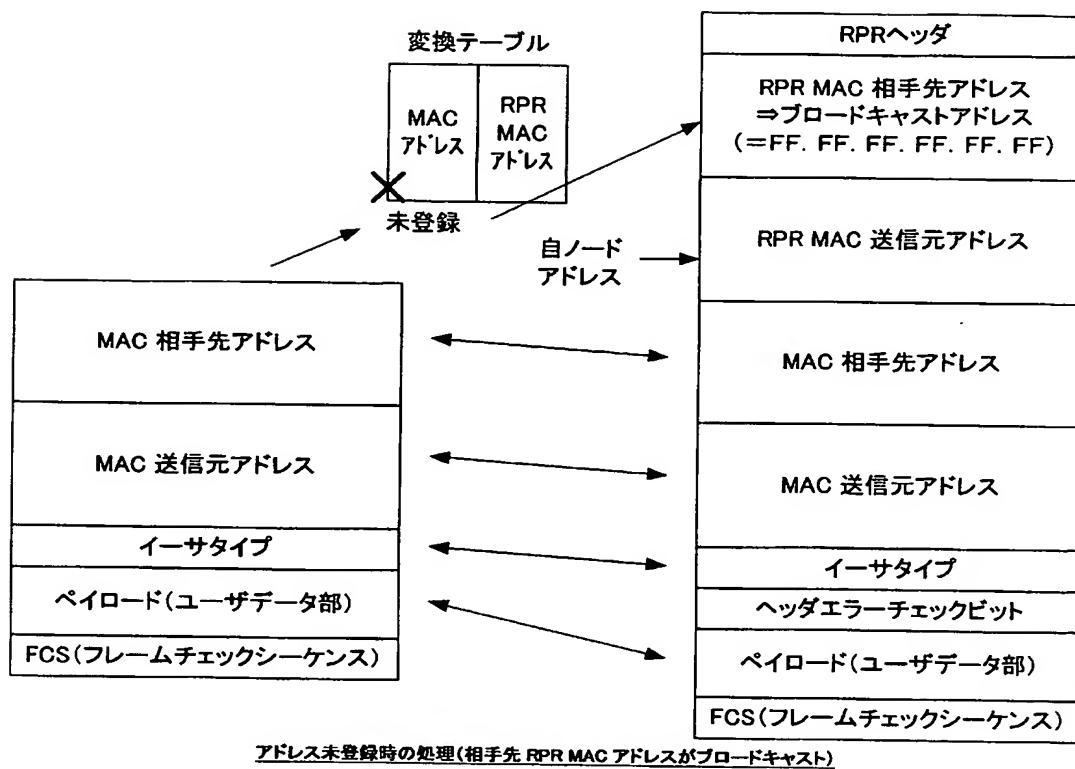 変換テーブル
MAC
アドレス
RPR
MAC
アドレス
未登録
自ノード
アドレス
MAC 相手先アドレス
MAC 送信元アドレス
イーサタイプ
ペイロード(ユーザデータ部)
FCS(フレームチェックシーケンス)
RPRヘッダ
RPR MAC 相手先アドレス
⇒ブロードキャストアドレス
(=FF. FF. FF. FF. FF. FF)
RPR MAC 送信元アドレス
MAC 相手先アドレス
MAC 送信元アドレス
イーサタイプ
ヘッダエラーチェックビット
ペイロード(ユーザデータ部)
FCS(フレームチェックシーケンス)
アドレス未登録時の処理(相手先 RPR MAC アドレスがブロードキャスト)